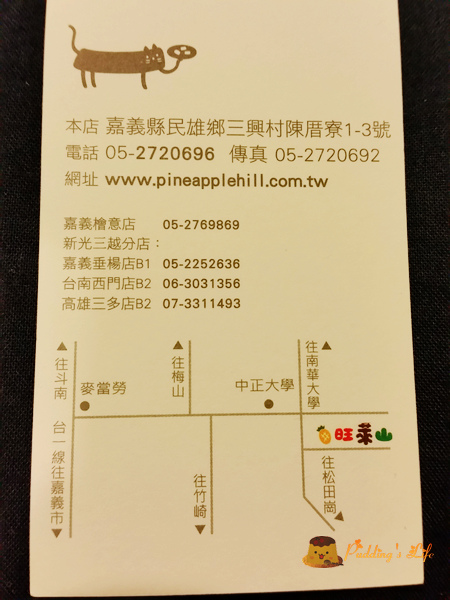 本店 嘉義縣民雄鄉三興村陳厝寮1-3號
電話 05-2720696 傳真 05-2720692
網址 www.pineapplehill.com.tw
嘉義檜意店 05-2769869
新光三越分店：
嘉義垂楊店B1 05-2252636
台南西門店B2 06-3031356
高雄三多店B2 07-3311493
往斗南
麥當勞
往梅山
中正大學
往南華大學
旺萊山
台一線往嘉義市
往竹崎
往松田崗
Pudding's Life